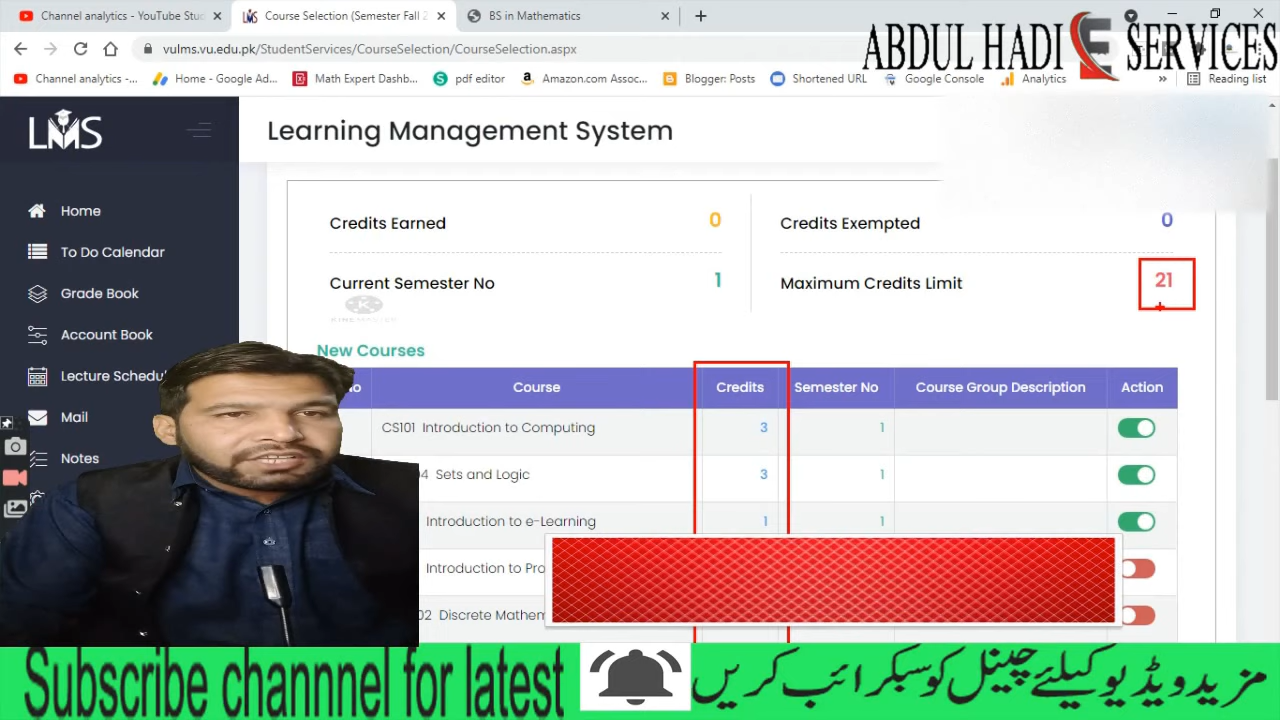 Channel analytics - YouTube Stu
Course Selection (Semester Fall 2
BS in Mathematics
ABDUL HADI SERVICES
vulms.vu.edu.pk/StudentServices/CourseSelection/CourseSelection.aspx
Channel analytics -...
Home - Google Ad...
Math Expert Dashb...
pdf editor
Amazon.com Assoc...
Blogger: Posts
Shortened URL
Google Console
Analytics
»
Reading list
LMS
Learning Management System
Home
To Do Calendar
Grade Book
Account Book
Lecture Schedul
Mail
Notes
Credits Earned 0
Credits Exempted 0
Current Semester No 1
Maximum Credits Limit 21
KINEMASTER
New Courses
Course Credits Semester No Course Group Description Action
CS101 Introduction to Computing 3 1
04 Sets and Logic 3 1
Introduction to e-Learning 1 1
Introduction to Pro
02 Discrete Mathem
Subscribe channnel for latest
مزید ویڈیو کیلئے چینل کو سبکرائب کریں